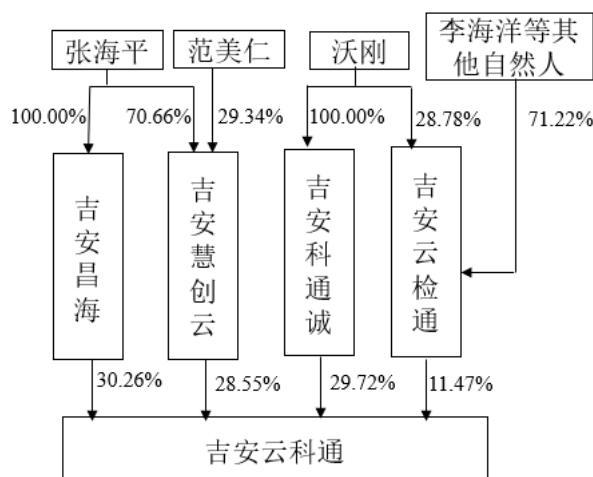 张海平
范美仁
沃刚
李海洋等其
他自然人
100.00%
70.66%
29.34%
100.00%
28.78%
71.22%
吉安昌海
吉安慧创云
吉安科通诚
吉安云检通
30.26%
28.55%
29.72%
11.47%
吉安云科通